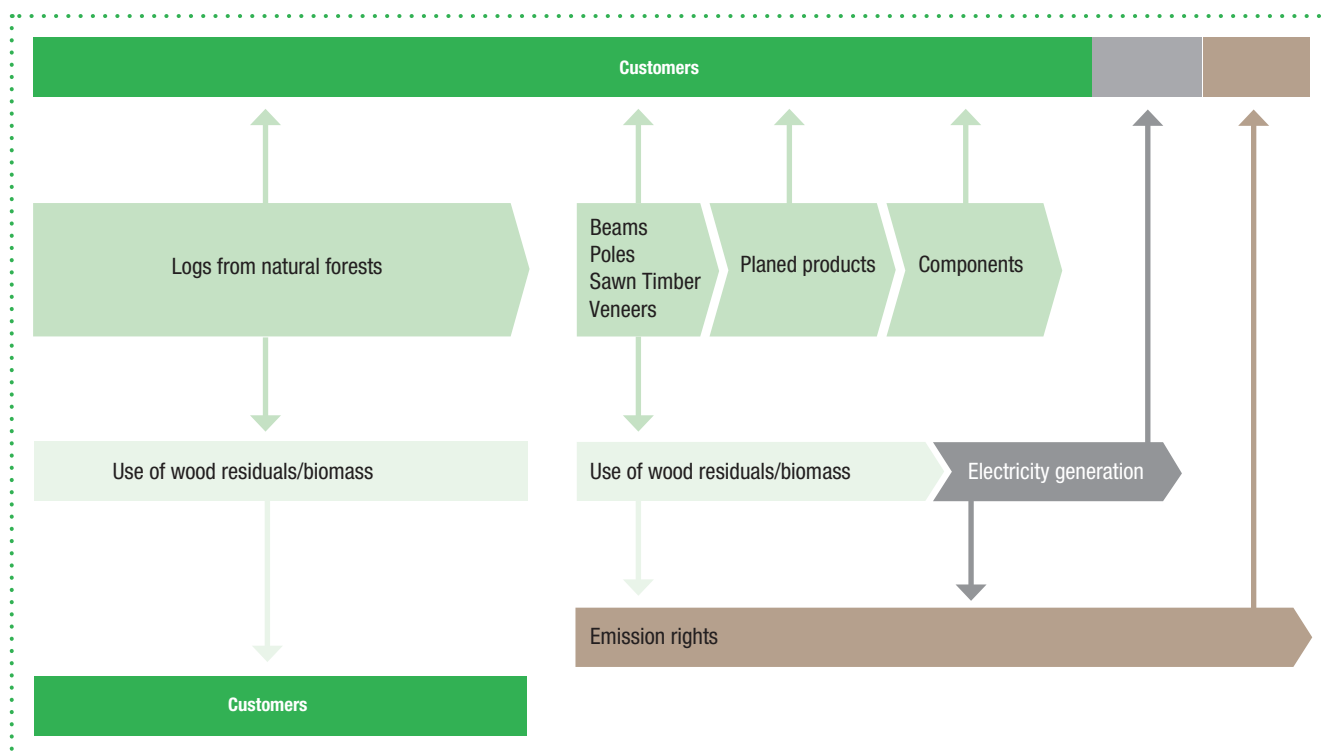 Customers
Logs from natural forests
Beams
Poles
Sawn Timber
Veneers
Planed products
Components
Use of wood residuals/biomass
Use of wood residuals/biomass
Electricity generation
Emission rights
Customers